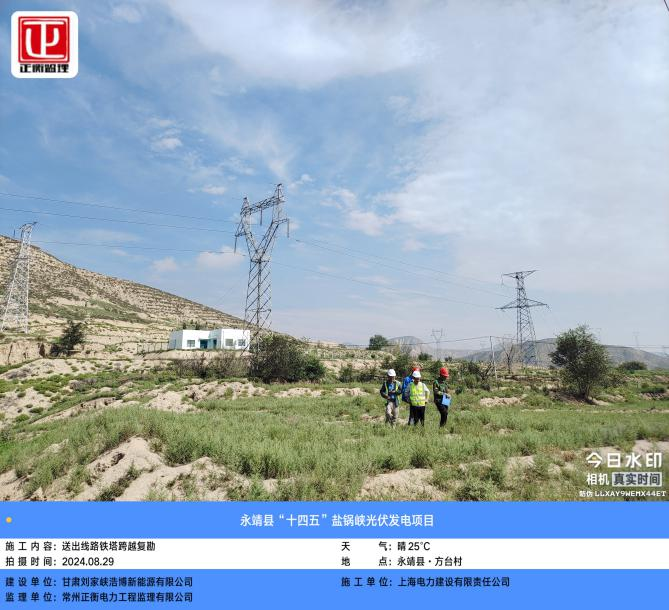 正
正衡监理
今日水印
相机 真实时间
防伪 LLXAY9WEMX44ET
永靖县“十四五”盐锅峡光伏发电项目
施工内容：送出线路铁塔跨越复勘
天 气：晴 25℃
拍摄时间：2024.08.29
地 点：永靖县·方台村
建设单位：甘肃刘家峡浩博新能源有限公司
施工单位：上海电力建设有限责任公司
监理单位：常州正衡电力工程监理有限公司